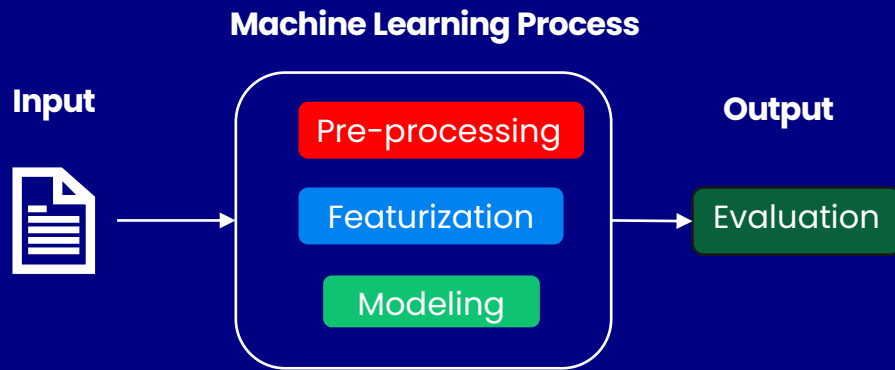 Machine Learning Process
Input
Pre-processing
Featurization
Modeling
Output
Evaluation